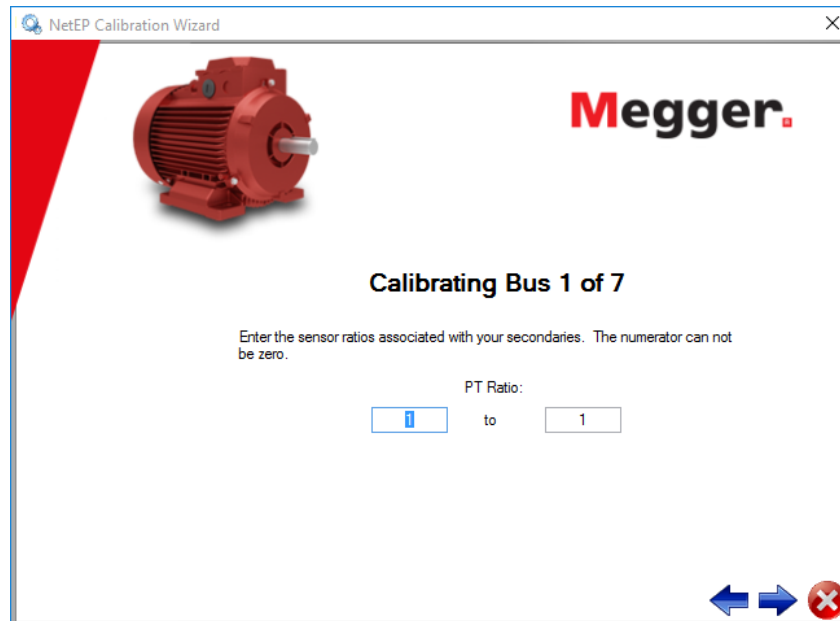 NetEP Calibration Wizard
Megger.
Calibrating Bus 1 of 7
Enter the sensor ratios associated with your secondaries. The numerator can not
be zero.
PT Ratio:
1 to 1